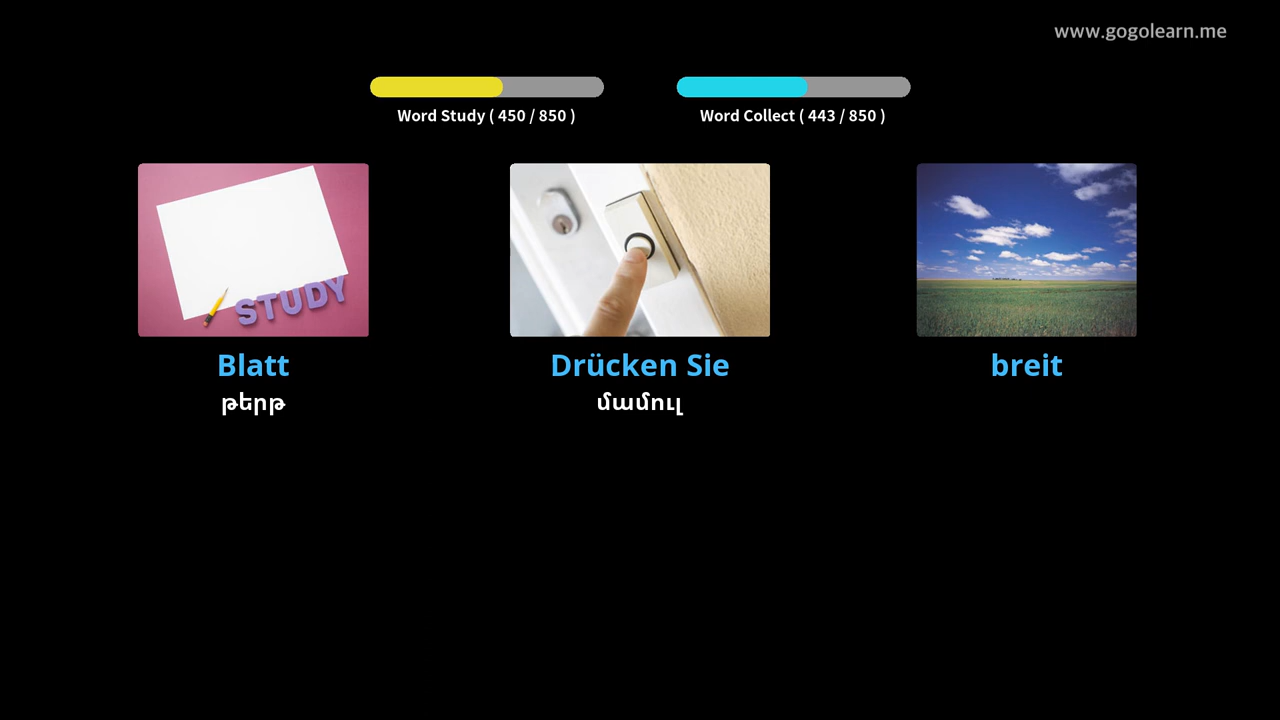 www.gogolearn.me
Word Study ( 450 / 850 )
Word Collect ( 443 / 850 )
STUDY
Blatt
թերթ
Drücken Sie
մամուլ
breit